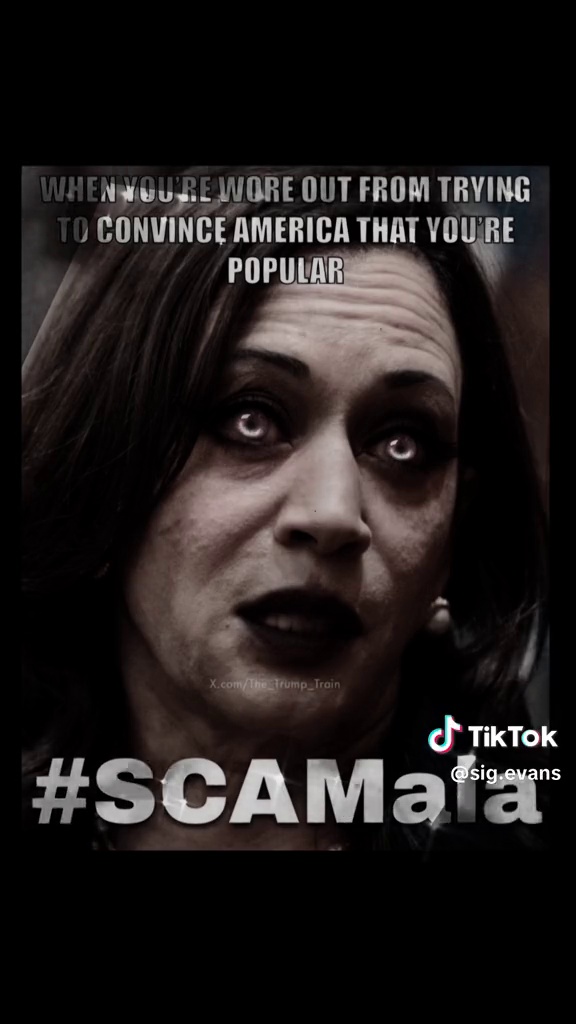 WHEN YOU'RE WORE OUT FROM TRYING
TO CONVINCE AMERICA THAT YOU'RE
POPULAR
X.com/The_Trump_Train
TikTok
@sig.evans
#SCAMala